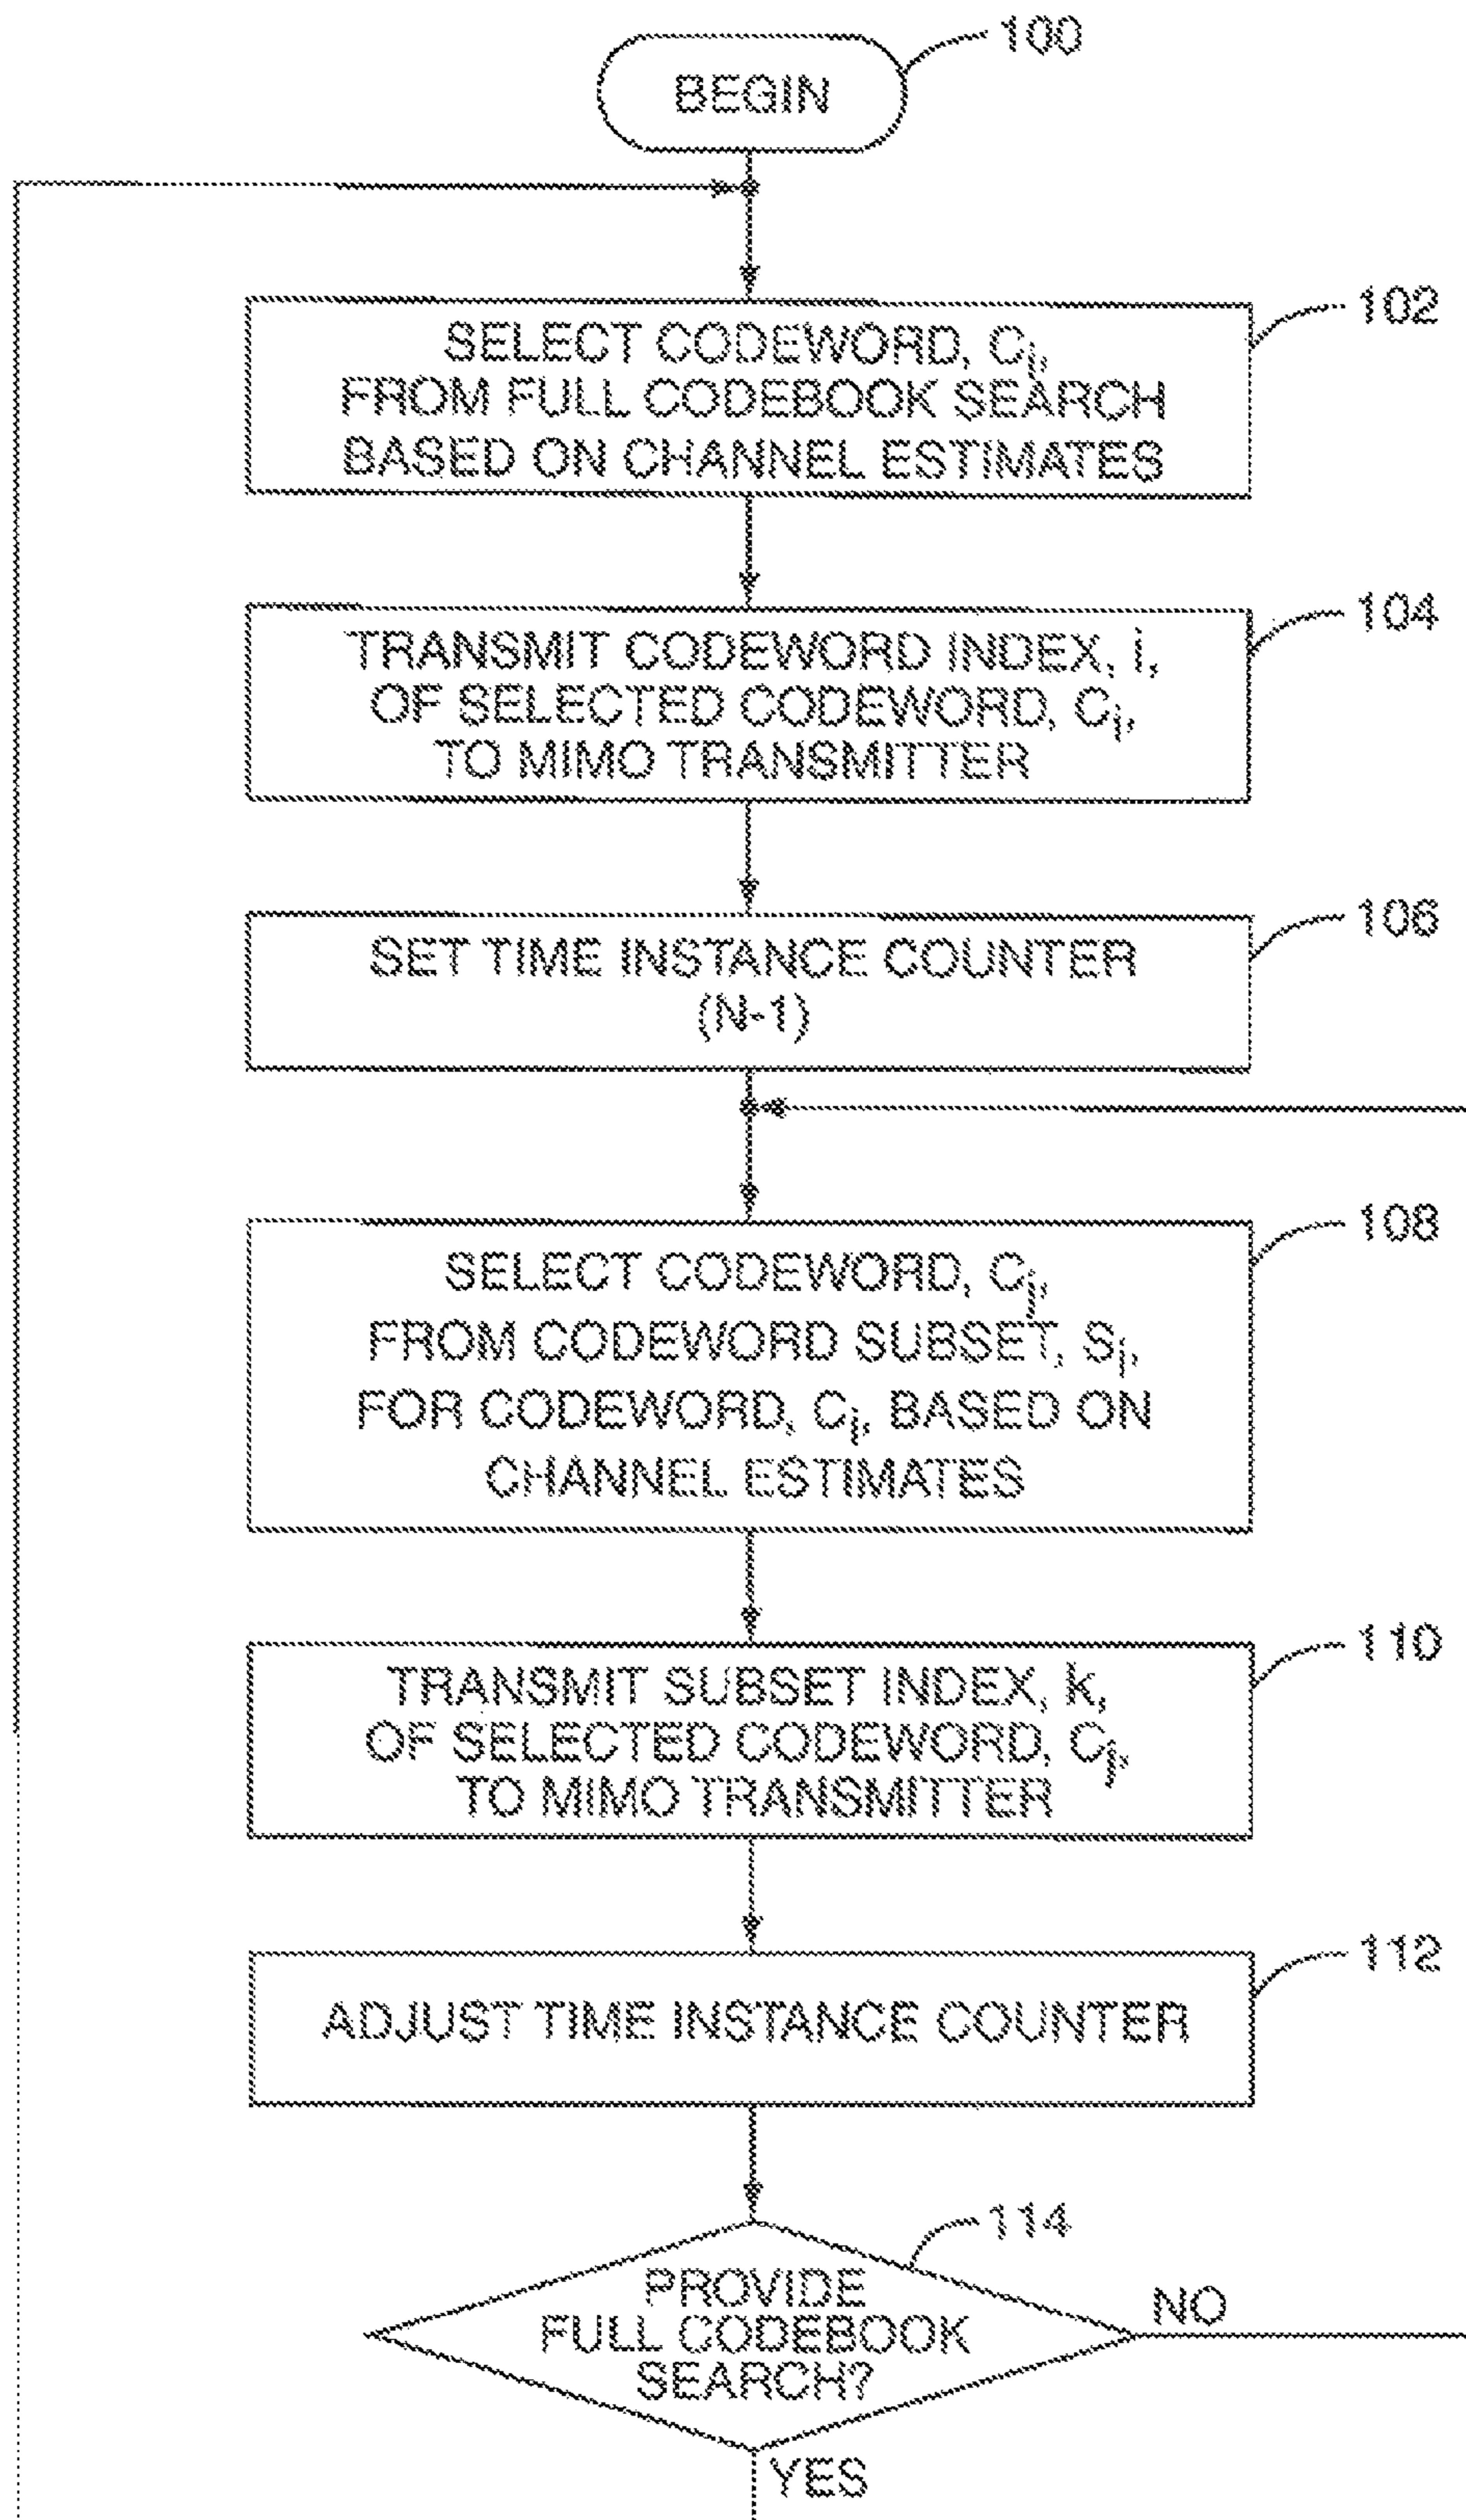 100
BEGIN
102
SELECT CODEWORD, Ci,
FROM FULL CODEBOOK SEARCH
BASED ON CHANNEL ESTIMATES
104
TRANSMIT CODEWORD INDEX, i,
OF SELECTED CODEWORD, Ci,
TO MIMO TRANSMITTER
106
SET TIME INSTANCE COUNTER
(N-1)
108
SELECT CODEWORD, Cj,
FROM CODEWORD SUBSET, Si,
FOR CODEWORD, Ci, BASED ON
CHANNEL ESTIMATES
110
TRANSMIT SUBSET INDEX, k,
OF SELECTED CODEWORD, Cj,
TO MIMO TRANSMITTER
112
ADJUST TIME INSTANCE COUNTER
114
PROVIDE
FULL CODEBOOK
SEARCH?
NO
YES